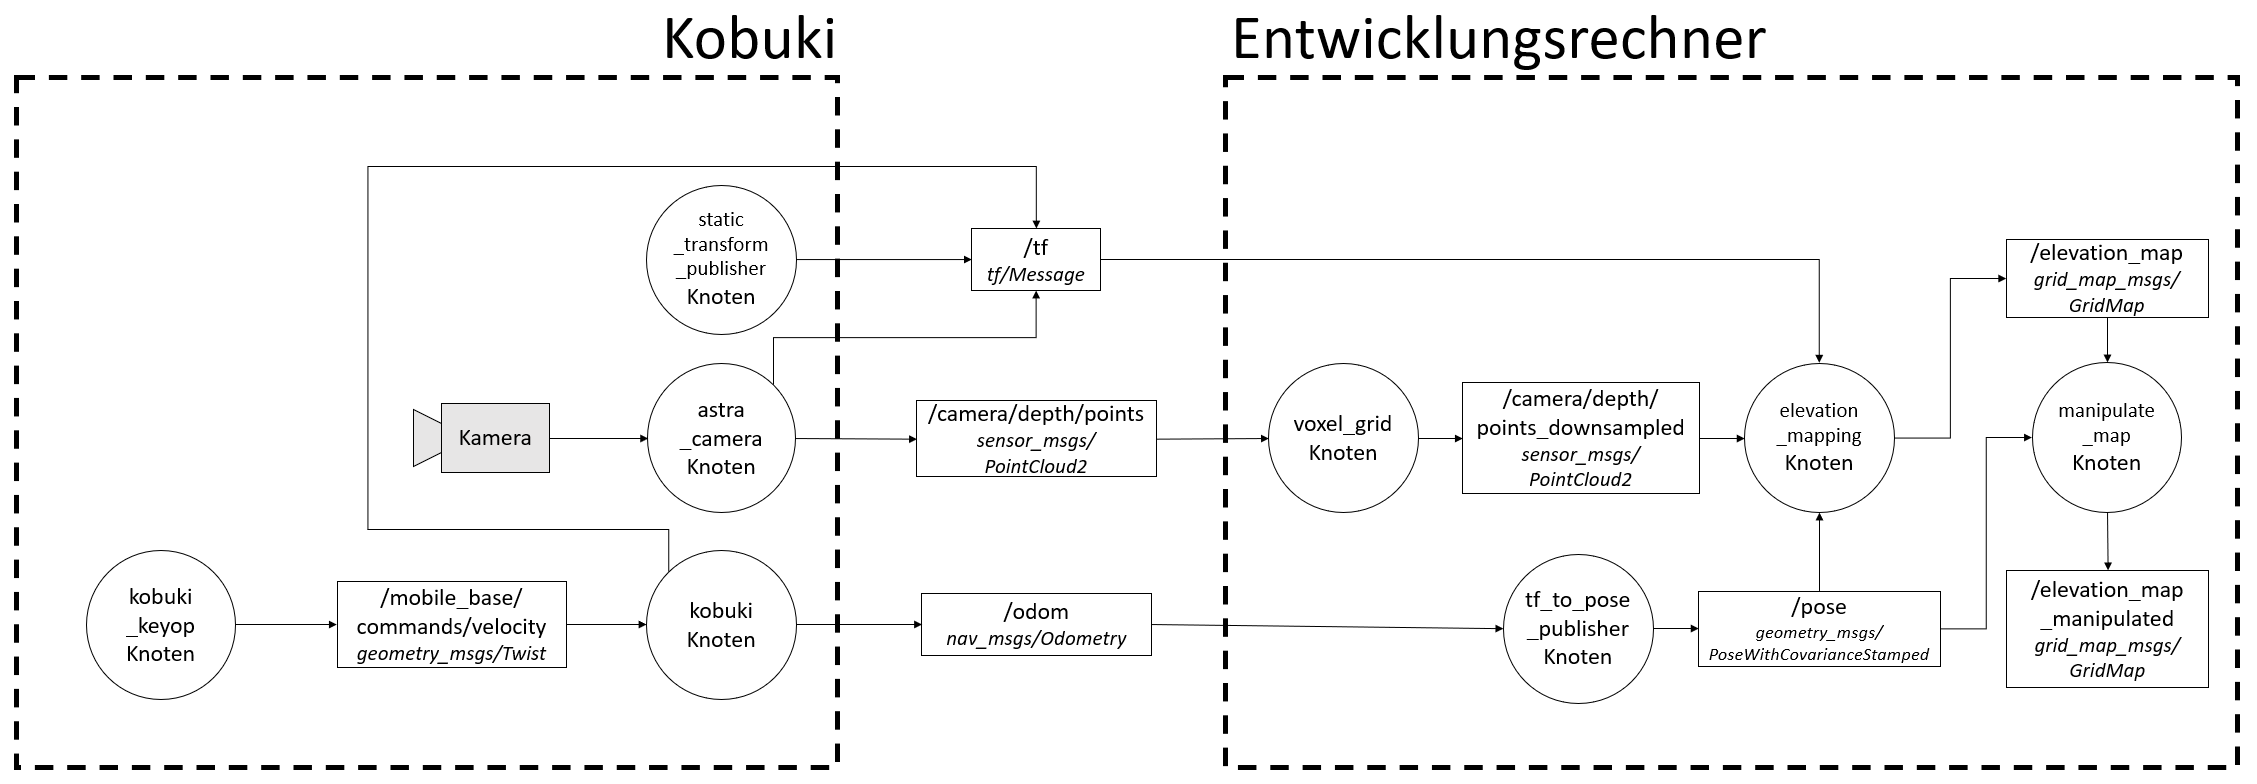 Kobuki
Entwicklungsrechner
static
_transform
_publisher
Knoten
/tf
tf/Message
/elevation_map
grid_map_msgs/
GridMap
Kamera
astra
_camera
Knoten
/camera/depth/points
sensor_msgs/
PointCloud2
voxel_grid
Knoten
/camera/depth/
points_downsampled
sensor_msgs/
PointCloud2
elevation
_mapping
Knoten
manipulate
_map
Knoten
kobuki
_keyop
Knoten
/mobile_base/
commands/velocity
geometry_msgs/Twist
kobuki
Knoten
/odom
nav_msgs/Odometry
tf_to_pose
_publisher
Knoten
/pose
geometry_msgs/
PoseWithCovarianceStamped
/elevation_map
_manipulated
grid_map_msgs/
GridMap